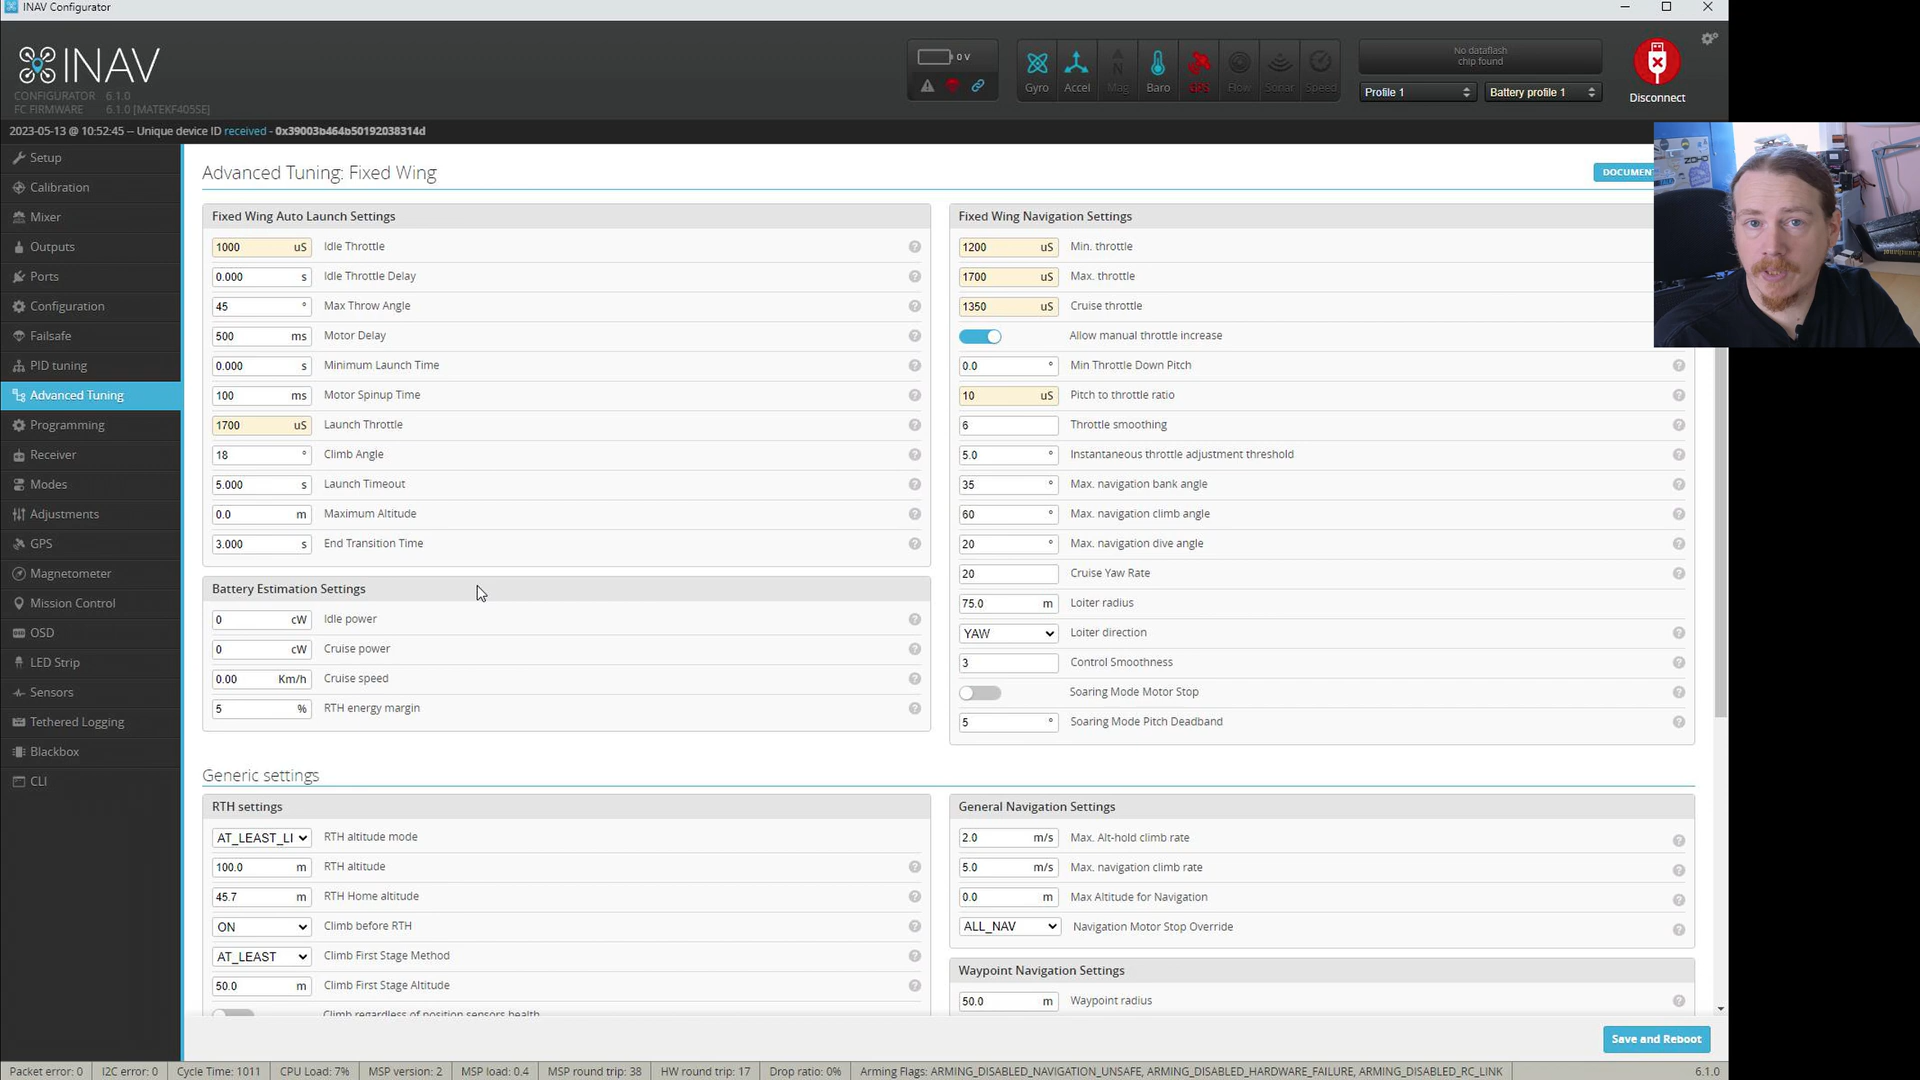 INAV Configurator
INAV
CONFIGURATOR 6.1.0
FC FIRMWARE 6.1.0 [MATEKF405SE]
0 V
Gyro Accel Mag Baro GPS Flow Sonar Speed
No dataflash
chip found
Profile 1 Battery profile 1
Disconnect
2023-05-13 @ 10:52:45 -- Unique device ID received - 0x39003b464b50192038314d
Setup
Calibration
Mixer
Outputs
Ports
Configuration
Failsafe
PID tuning
Advanced Tuning
Programming
Receiver
Modes
Adjustments
GPS
Magnetometer
Mission Control
OSD
LED Strip
Sensors
Tethered Logging
Blackbox
CLI
Advanced Tuning: Fixed Wing
DOCUMEN
Fixed Wing Auto Launch Settings
1000 uS Idle Throttle
0.000 s Idle Throttle Delay
45 ° Max Throw Angle
500 ms Motor Delay
0.000 s Minimum Launch Time
100 ms Motor Spinup Time
1700 uS Launch Throttle
18 ° Climb Angle
5.000 s Launch Timeout
0.0 m Maximum Altitude
3.000 s End Transition Time
Battery Estimation Settings
0 cW Idle power
0 cW Cruise power
0.00 Km/h Cruise speed
5 % RTH energy margin
Fixed Wing Navigation Settings
1200 uS Min. throttle
1700 uS Max. throttle
1350 uS Cruise throttle
Allow manual throttle increase
0.0 ° Min Throttle Down Pitch
10 uS Pitch to throttle ratio
6 Throttle smoothing
5.0 ° Instantaneous throttle adjustment threshold
35 ° Max. navigation bank angle
60 ° Max. navigation climb angle
20 ° Max. navigation dive angle
20 Cruise Yaw Rate
75.0 m Loiter radius
YAW Loiter direction
3 Control Smoothness
Soaring Mode Motor Stop
5 ° Soaring Mode Pitch Deadband
Generic settings
RTH settings
AT_LEAST_LI RTH altitude mode
100.0 m RTH altitude
45.7 m RTH Home altitude
ON Climb before RTH
AT_LEAST Climb First Stage Method
50.0 m Climb First Stage Altitude
Climb regardless of position sensors health
General Navigation Settings
2.0 m/s Max. Alt-hold climb rate
5.0 m/s Max. navigation climb rate
0.0 m Max Altitude for Navigation
ALL_NAV Navigation Motor Stop Override
Waypoint Navigation Settings
50.0 m Waypoint radius
Save and Reboot
Packet error: 0 I2C error: 0 Cycle Time: 1011 CPU Load: 7% MSP version: 2 MSP load: 0.4 MSP round trip: 38 HW round trip: 17 Drop ratio: 0% Arming Flags: ARMING_DISABLED_NAVIGATION_UNSAFE, ARMING_DISABLED_HARDWARE_FAILURE, ARMING_DISABLED_RC_LINK 6.1.0